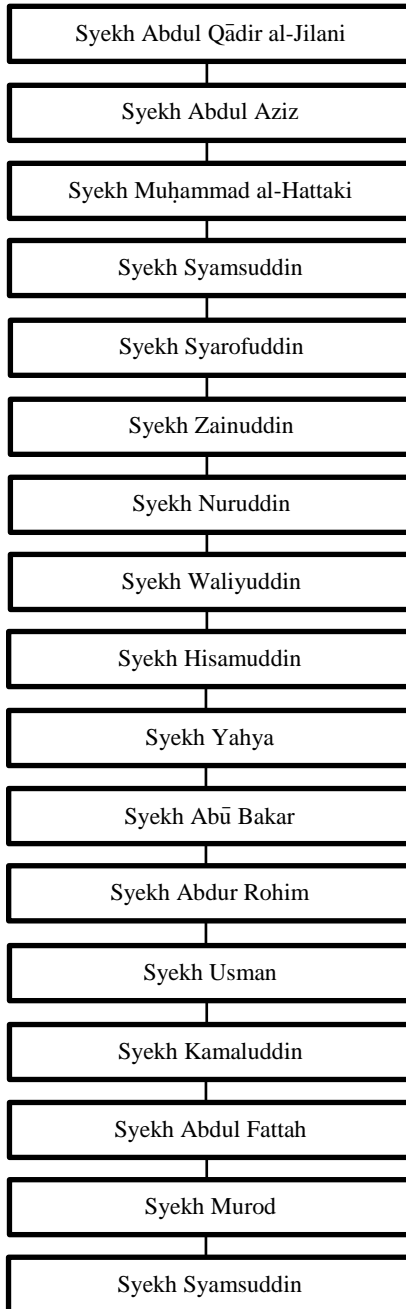 Syekh Abdul Qādir al-Jilani
Syekh Abdul Aziz
Syekh Muḥammad al-Hattaki
Syekh Syamsuddin
Syekh Syarofuddin
Syekh Zainuddin
Syekh Nuruddin
Syekh Waliyuddin
Syekh Hisamuddin
Syekh Yahya
Syekh Abū Bakar
Syekh Abdur Rohim
Syekh Usman
Syekh Kamaluddin
Syekh Abdul Fattah
Syekh Murod
Syekh Syamsuddin